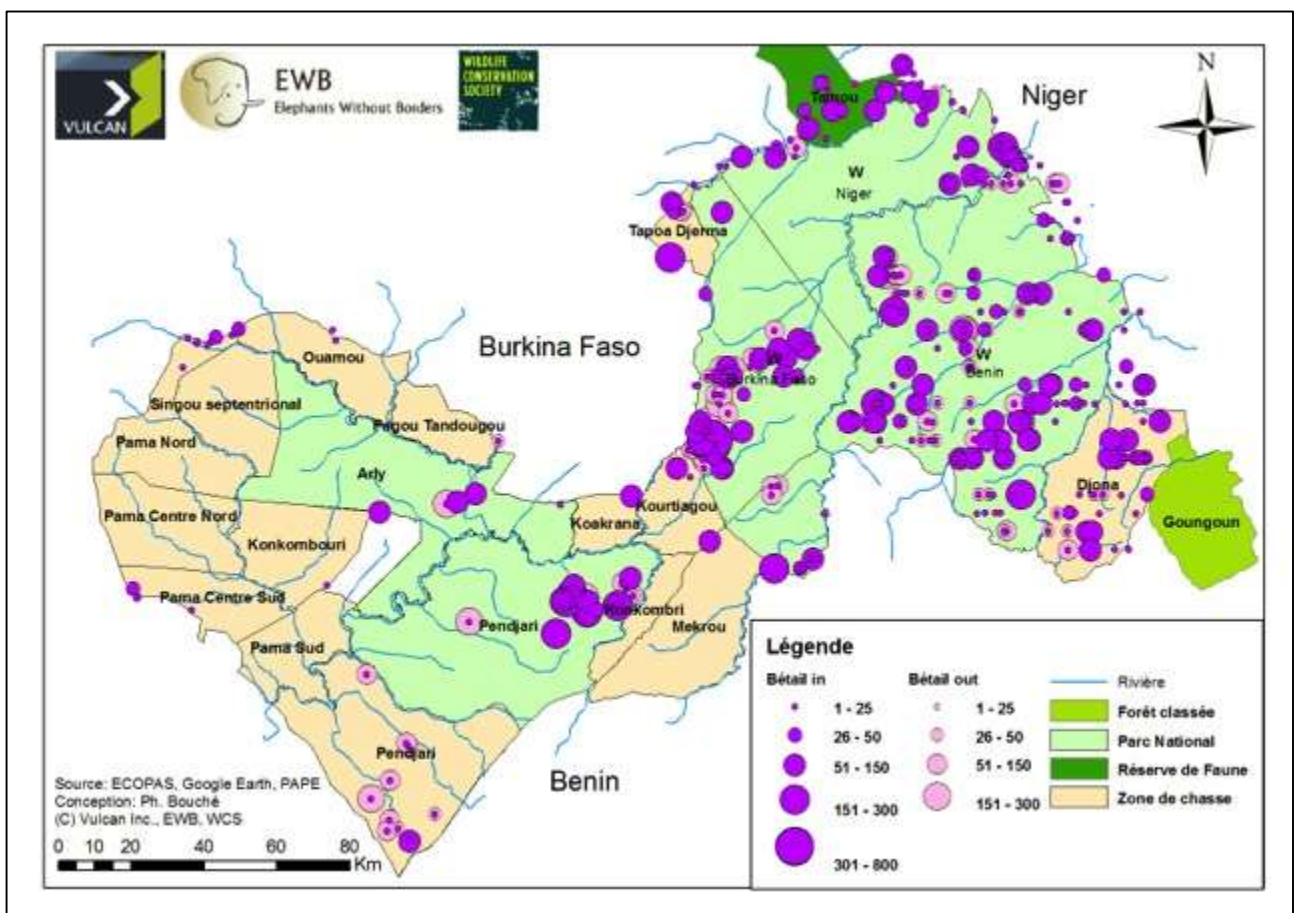 VULCAN
EWB
Elephants Without Borders
WILDLIFE
CONSERVATION
SOCIETY
N
Niger
Tamou
W
Niger
Tapoa Djerma
Burkina Faso
Ouamou
W
Burkina Faso
W
Benin
Singou septentrional
Pagou Tandougou
Pama Nord
Arly
Djona
Goungoun
Pama Centre Nord
Koakrana
Kourtiagou
Konkombouri
Pama Centre Sud
Konkombri
Pendjari
Mekrou
Pama Sud
Pendjari
Benin
Source: ECOPAS, Google Earth, PAPE
Conception: Ph. Bouché
(C) Vulcan Inc., EWB, WCS
0 10 20 40 60 80
Km
Légende
Bétail in
1 - 25
26 - 50
51 - 150
151 - 300
301 - 800
Bétail out
1 - 25
26 - 50
51 - 150
151 - 300
Rivière
Forêt classée
Parc National
Réserve de Faune
Zone de chasse